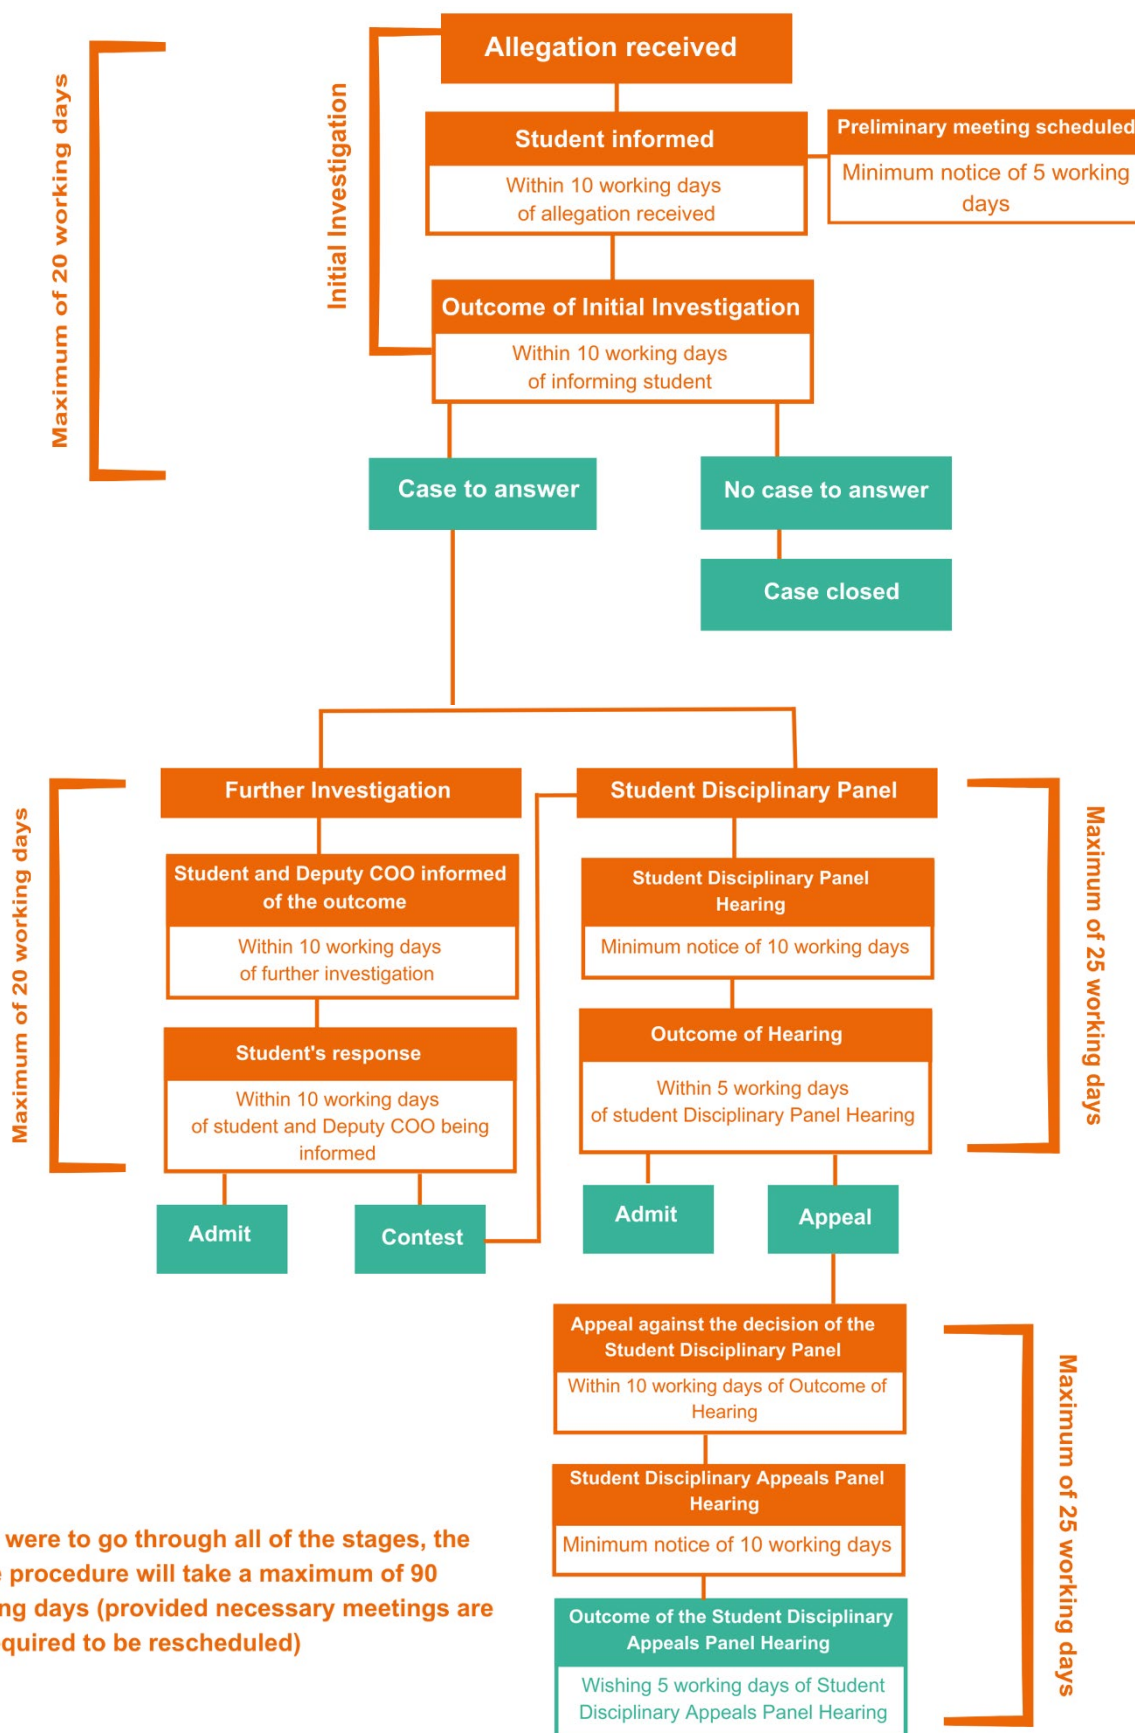 Allegation received
Maximum of 20 working days
Initial Investigation
Student informed
Within 10 working days
of allegation received
Preliminary meeting scheduled
Minimum notice of 5 working
days
Outcome of Initial Investigation
Within 10 working days
of informing student
Case to answer
No case to answer
Case closed
Maximum of 20 working days
Further Investigation
Student and Deputy COO informed
of the outcome
Within 10 working days
of further investigation
Student's response
Within 10 working days
of student and Deputy COO being
informed
Admit
Contest
Student Disciplinary Panel
Student Disciplinary Panel
Hearing
Minimum notice of 10 working days
Outcome of Hearing
Within 5 working days
of student Disciplinary Panel Hearing
Admit
Appeal
Maximum of 25 working days
Appeal against the decision of the
Student Disciplinary Panel
Within 10 working days of Outcome of
Hearing
Student Disciplinary Appeals Panel
Hearing
Minimum notice of 10 working days
Outcome of the Student Disciplinary
Appeals Panel Hearing
Wishing 5 working days of Student
Disciplinary Appeals Panel Hearing
Maximum of 25 working days
were to go through all of the stages, the
procedure will take a maximum of 90
days (provided necessary meetings are
to be rescheduled)